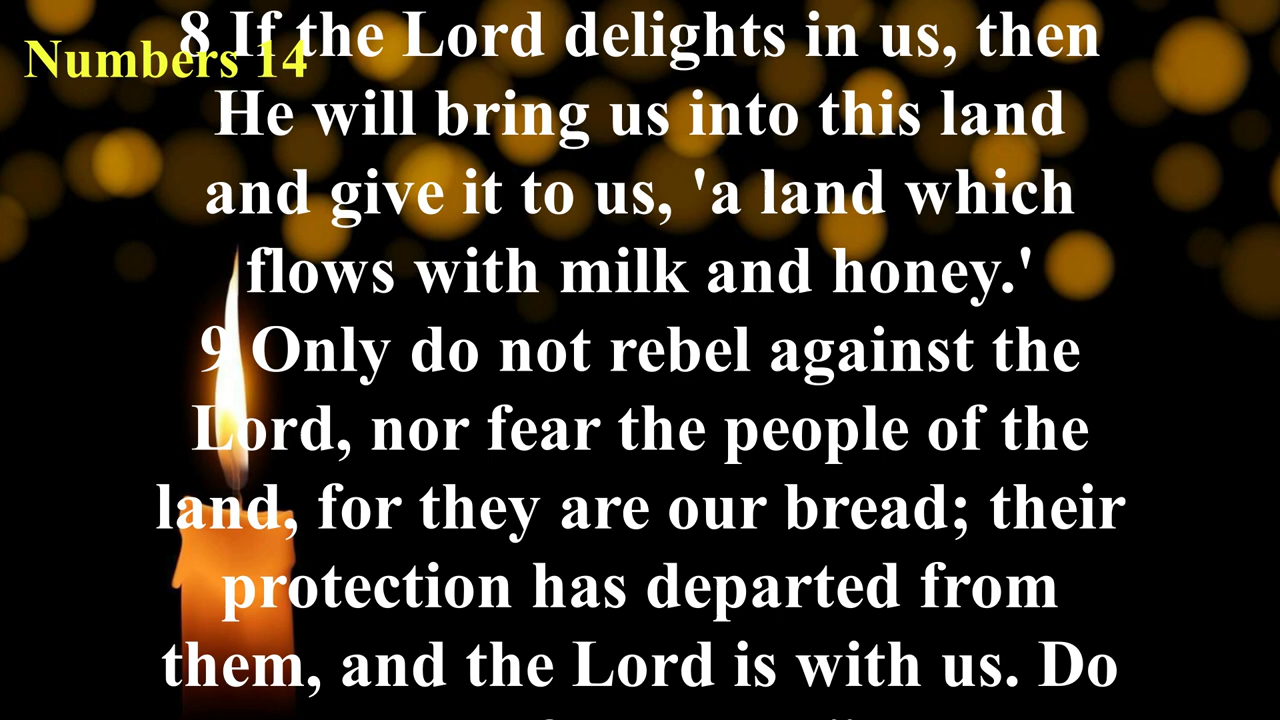 Numbers 14
8 If the Lord delights in us, then
He will bring us into this land
and give it to us, 'a land which
flows with milk and honey.'
9 Only do not rebel against the
Lord, nor fear the people of the
land, for they are our bread; their
protection has departed from
them, and the Lord is with us. Do